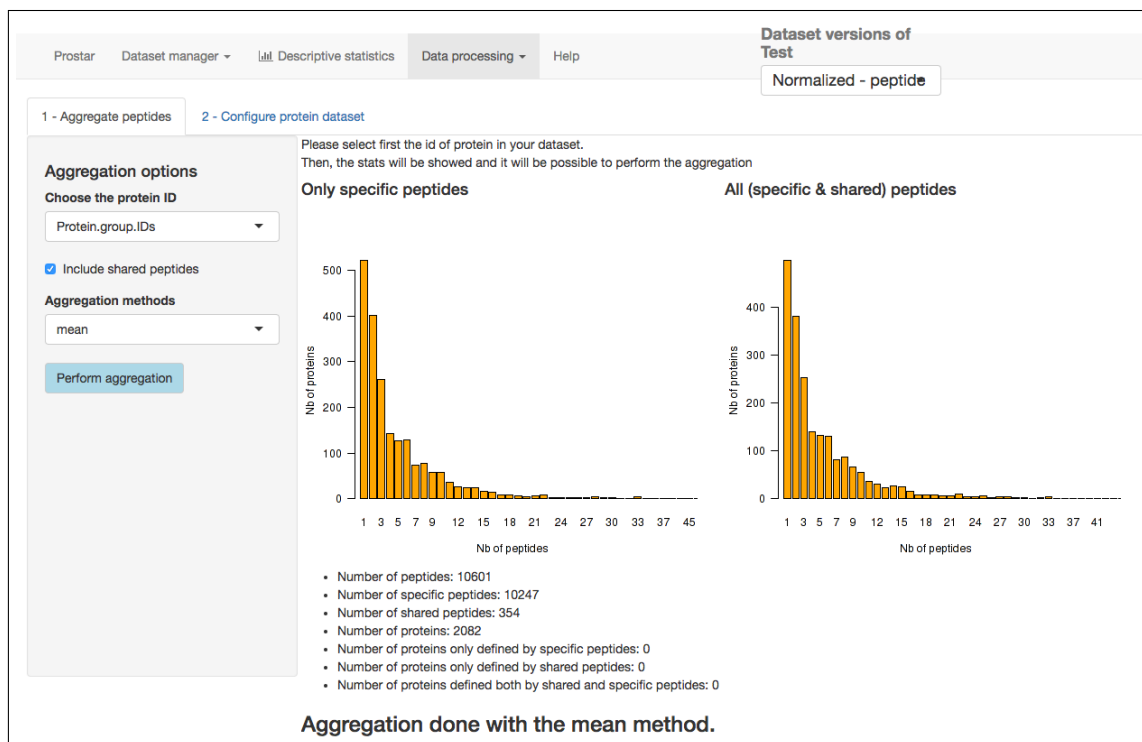 Dataset versions of
Test
Prostar Dataset manager Descriptive statistics Data processing Help
Normalized - peptide
1 - Aggregate peptides 2 - Configure protein dataset
Please select first the id of protein in your dataset.
Then, the stats will be showed and it will be possible to perform the aggregation
Aggregation options
Choose the protein ID
Protein.group.IDs
Include shared peptides
Aggregation methods
mean
Perform aggregation
Only specific peptides
500
400
300
200
100
0
Nb of proteins
1 3 5 7 9 12 15 18 21 24 27 30 33 37 45
Nb of peptides
All (specific & shared) peptides
400
300
200
100
0
Nb of proteins
1 3 5 7 9 12 15 18 21 24 27 30 33 37 41
Nb of peptides
• Number of peptides: 10601
• Number of specific peptides: 10247
• Number of shared peptides: 354
• Number of proteins: 2082
• Number of proteins only defined by specific peptides: 0
• Number of proteins only defined by shared peptides: 0
• Number of proteins defined both by shared and specific peptides: 0
Aggregation done with the mean method.